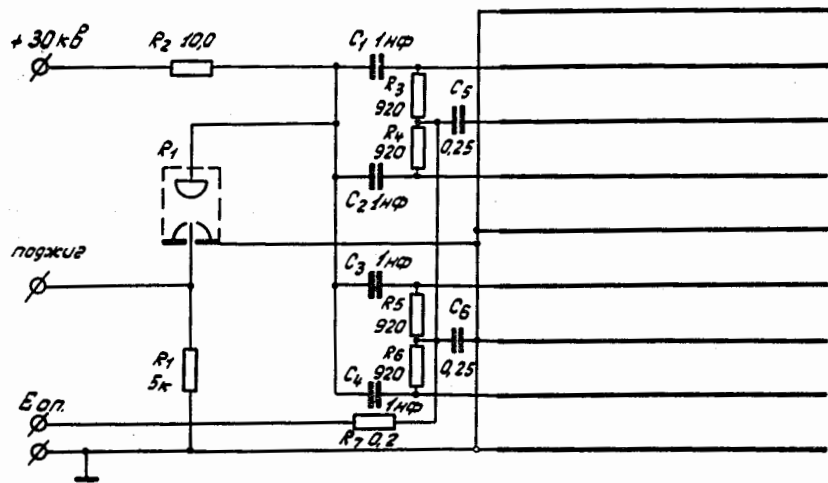 +30кв
R2 10,0
C1 1нф
R3
920
C5
R4
920
0,25
R1
C2 1нф
поджиг
C3 1нф
R5
920
C6
R6
920
0,25
R1
5к
C4
1нф
E оп.
R7 0,2